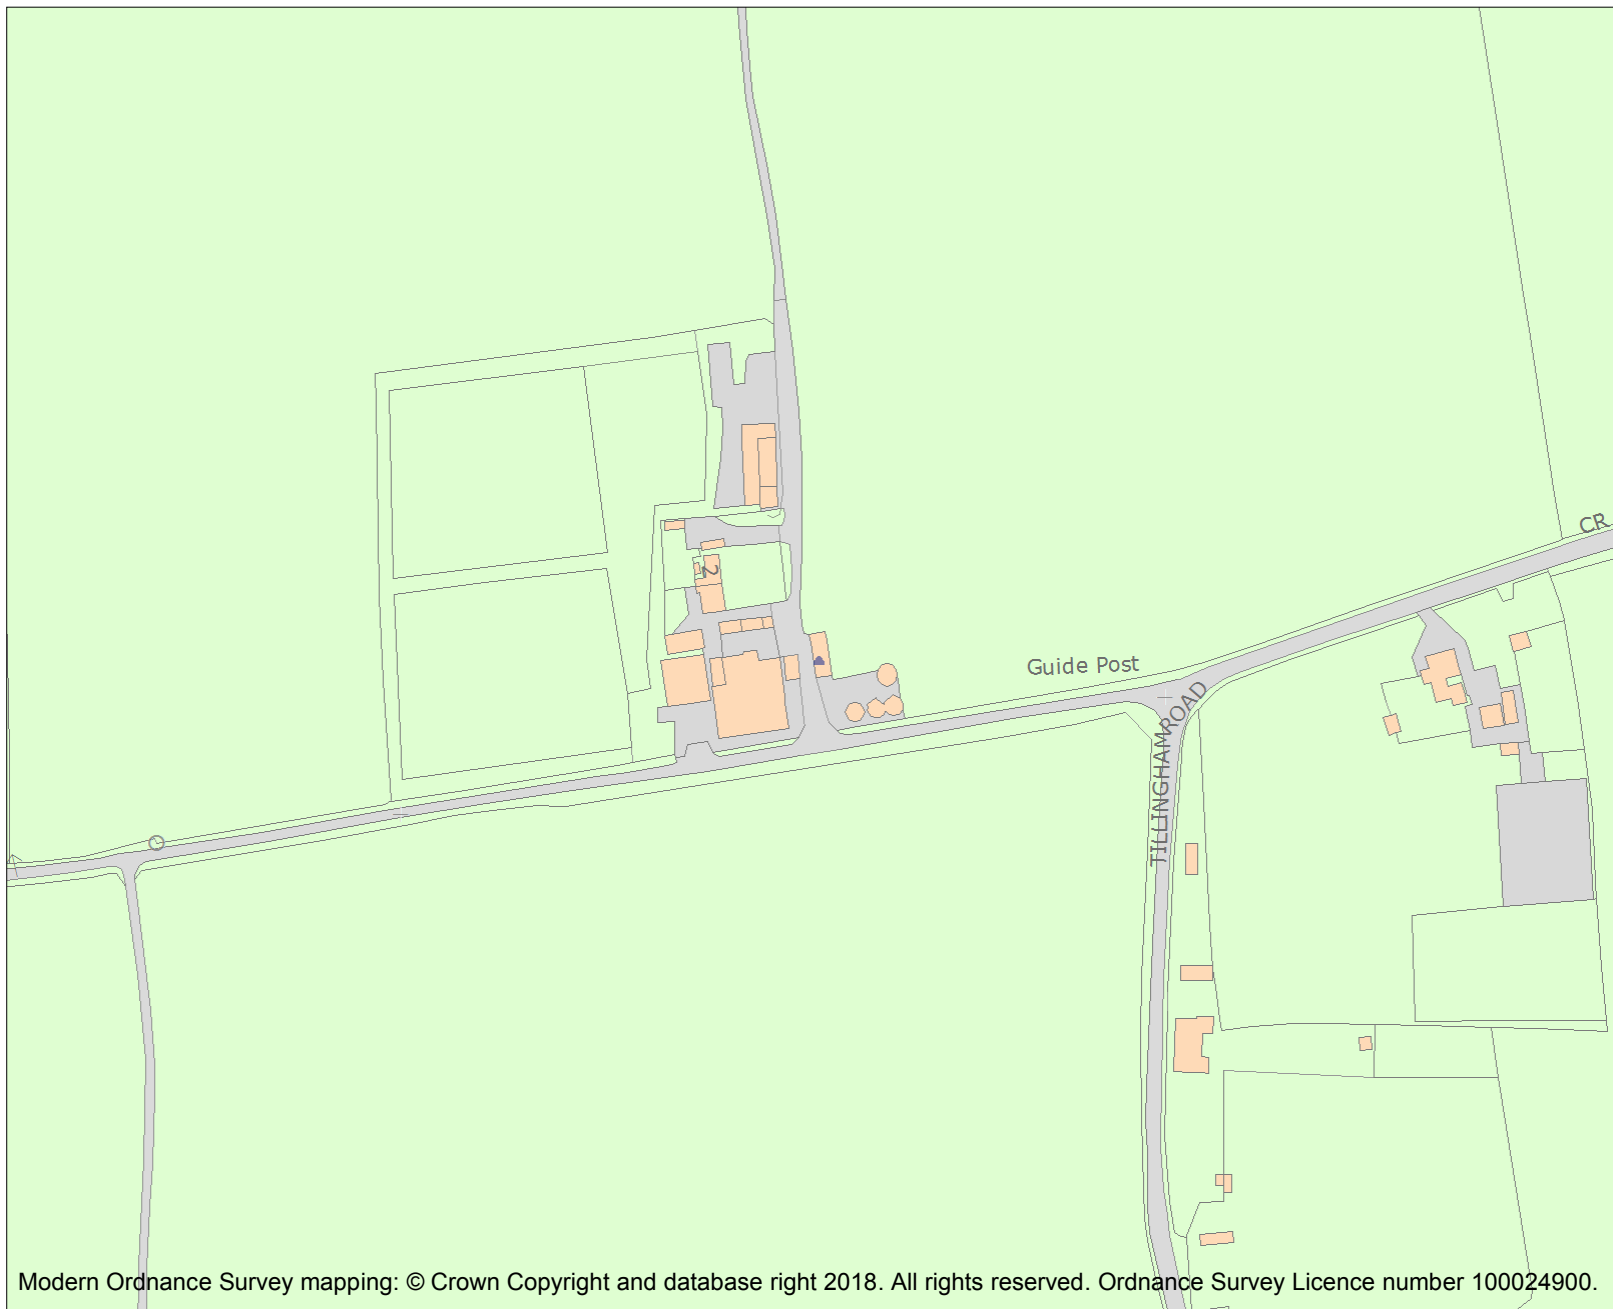 CR
2
Guide Post
TILLINGHAM ROAD
Modern Ordnance Survey mapping: © Crown Copyright and database right 2018. All rights reserved. Ordnance Survey Licence number 100024900.